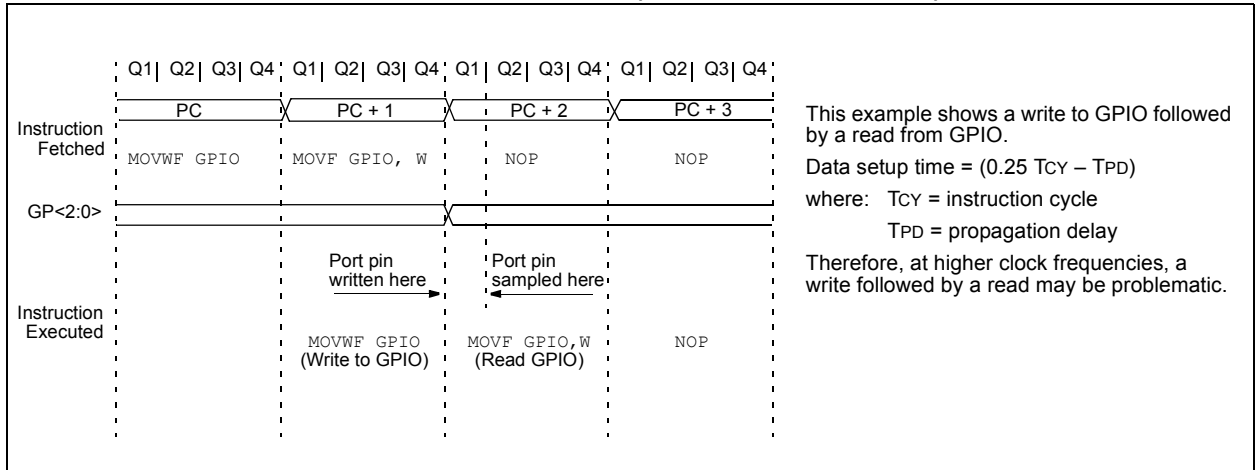 Q1| Q2| Q3| Q4 Q1| Q2| Q3| Q4 Q1| Q2| Q3| Q4 Q1| Q2| Q3| Q4
PC PC + 1 PC + 2 PC + 3
Instruction
Fetched
MOVWF GPIO MOVF GPIO, W NOP NOP
GP<2:0>
Port pin
written here
Port pin
sampled here
Instruction
Executed
MOVWF GPIO
(Write to GPIO)
MOVF GPIO,W
(Read GPIO)
NOP
This example shows a write to GPIO followed
by a read from GPIO.
Data setup time = (0.25 TCY – TPD)
where: TCY = instruction cycle
TPD = propagation delay
Therefore, at higher clock frequencies, a
write followed by a read may be problematic.